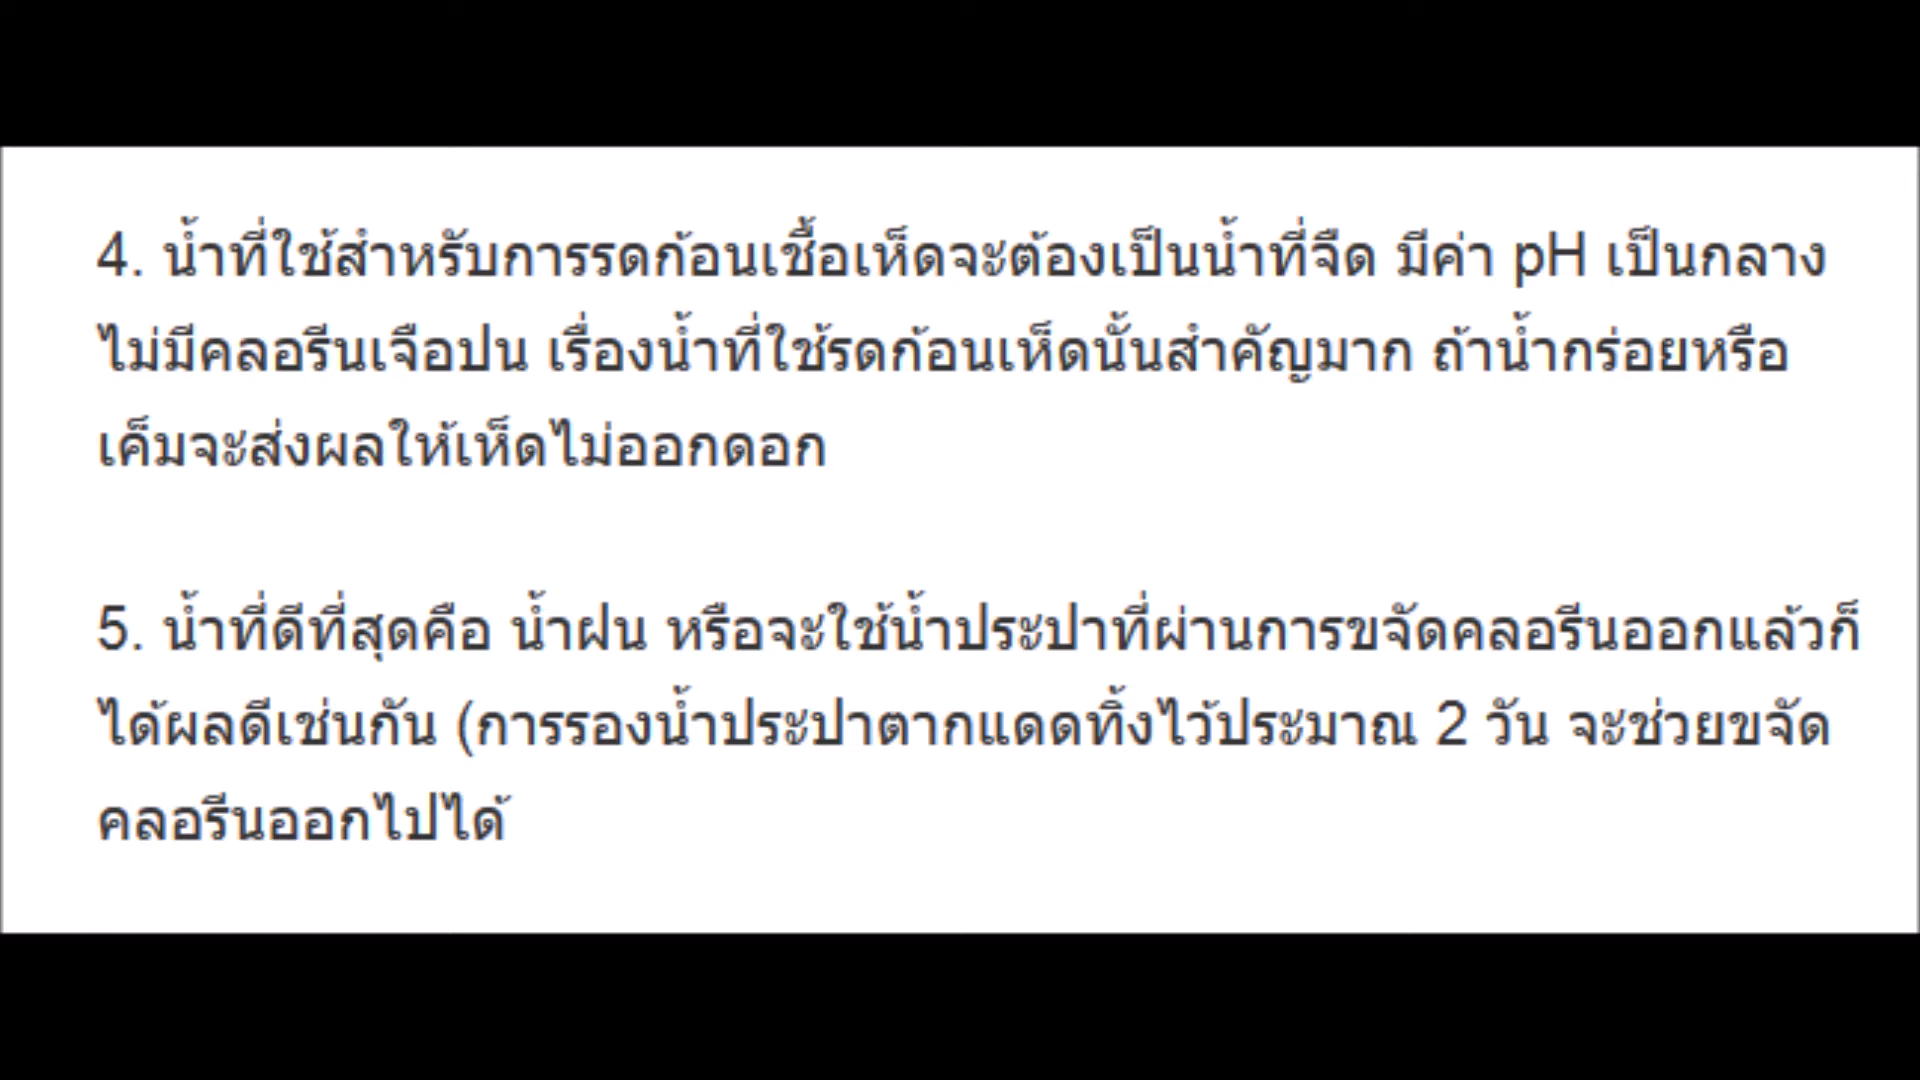 4. น้ำที่ใช้สำหรับการรดก้อนเชื้อเห็ดจะต้องเป็นน้ำที่จืด มีค่า pH เป็นกลาง
ไม่มีคลอรีนเจือปน เรื่องน้ำที่ใช้รดก้อนเห็ดนั้นสำคัญมาก ถ้าน้ำกร่อยหรือ
เค็มจะส่งผลให้เห็ดไม่ออกดอก
5. น้ำที่ดีที่สุดคือ น้ำฝน หรือจะใช้น้ำประปาที่ผ่านการขจัดคลอรีนออกแล้วก็
ได้ผลดีเช่นกัน (การรองน้ำประปาตากแดดทิ้งไว้ประมาณ 2 วัน จะช่วยขจัด
คลอรีนออกไปได้